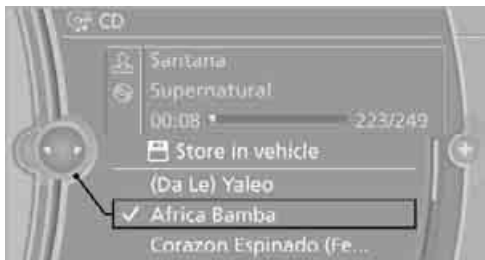 CD
Santana
Supernatural
00:08 223/249
Store in vehicle
(Da Le) Yaleo
Africa Bamba
Corazon Espinado (Fe...